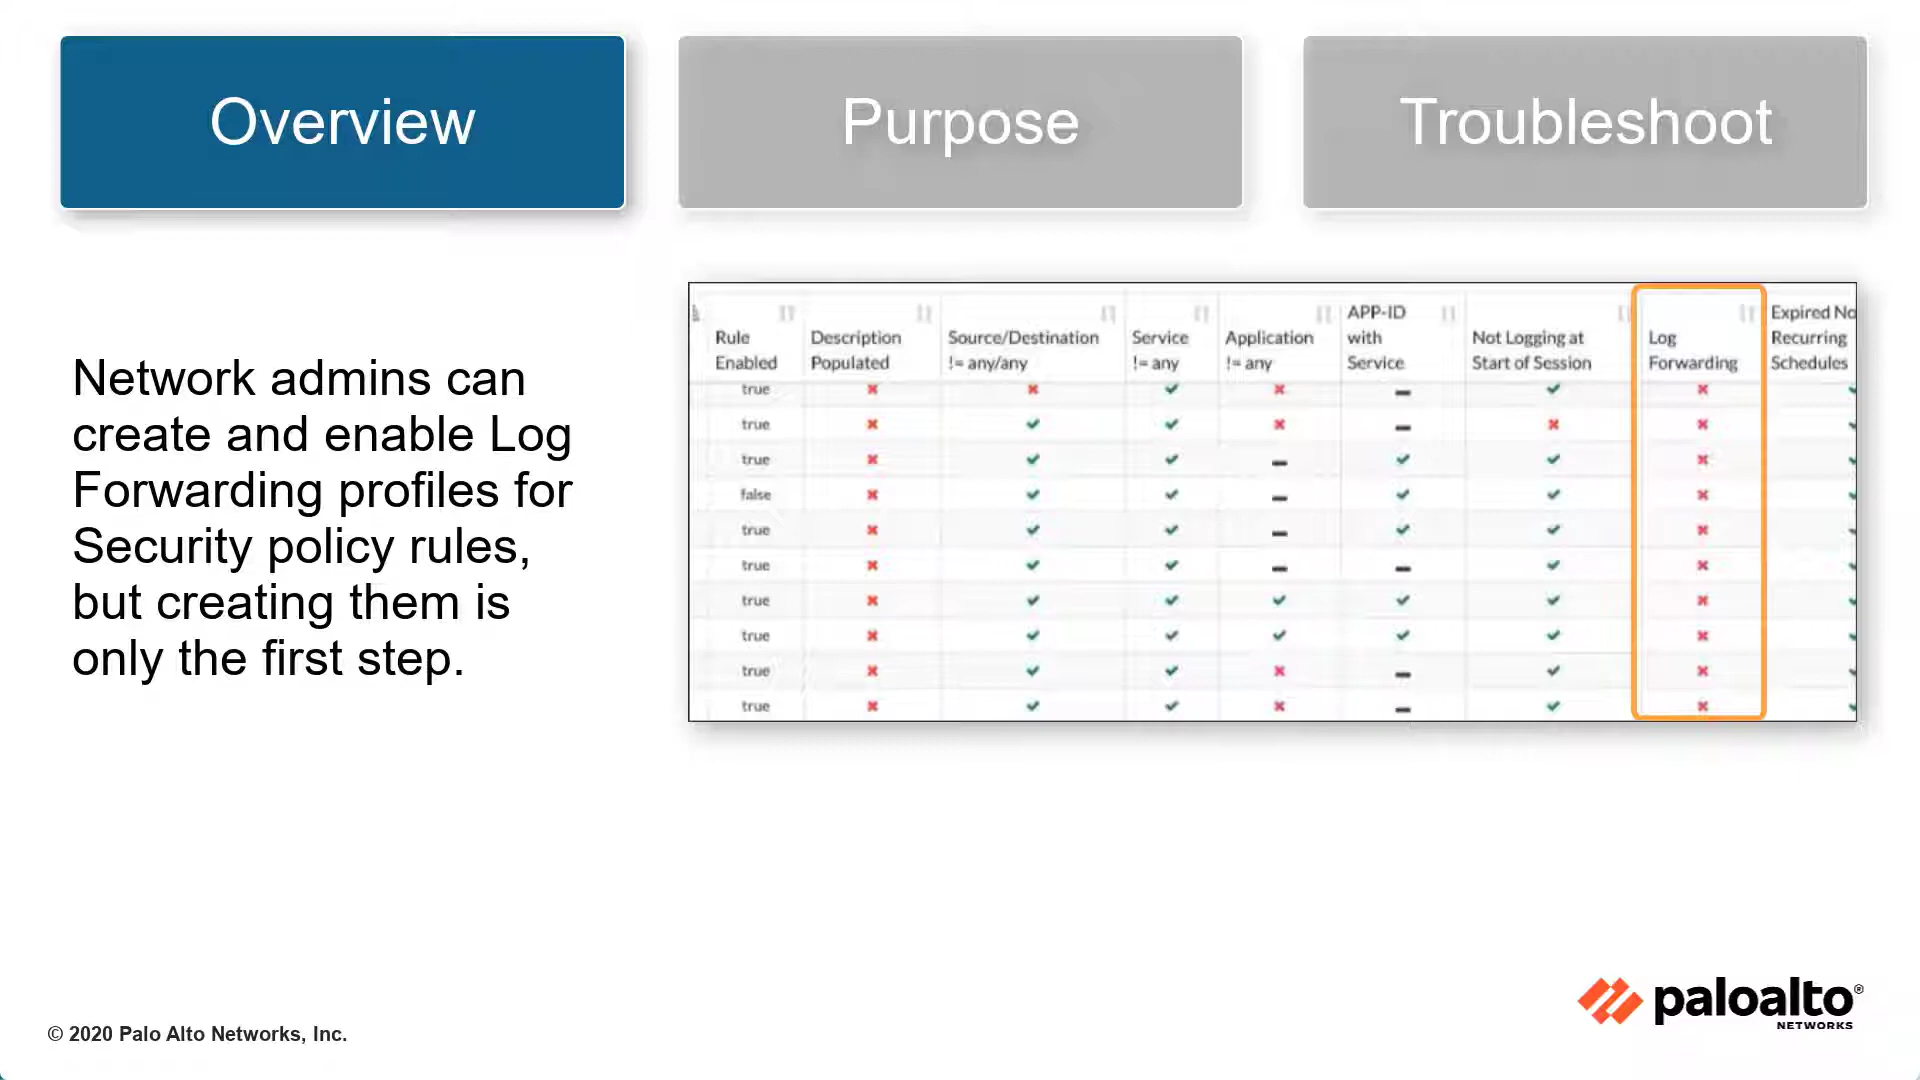 Overview
Purpose
Troubleshoot
Network admins can
create and enable Log
Forwarding profiles for
Security policy rules,
but creating them is
only the first step.
Rule
Enabled
Description
Populated
Source/Destination
!= any/any
Service
!= any
Application
!= any
APP-ID
with
Service
Not Logging at
Start of Session
Log
Forwarding
Expired No
Recurring
Schedules
true
true
true
false
true
true
true
true
true
true
© 2020 Palo Alto Networks, Inc.
paloalto®
NETWORKS